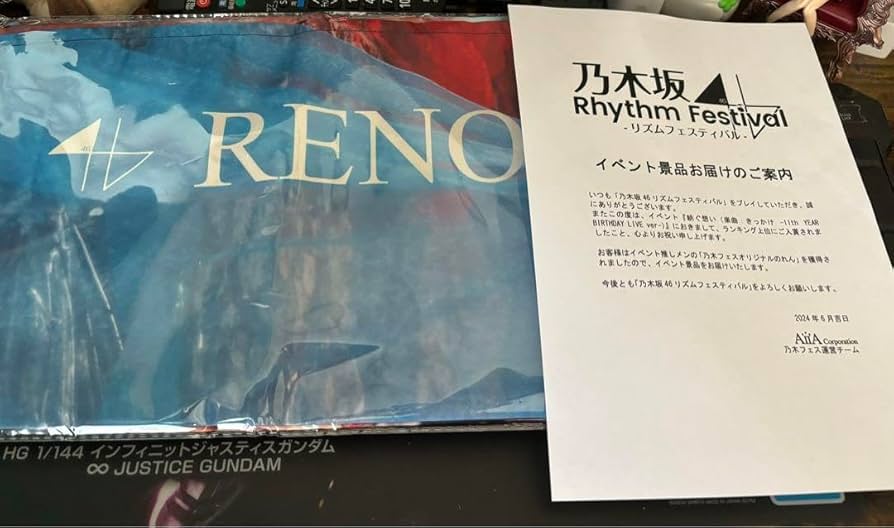 RENO
乃木坂46
Rhythm Festival
-リズムフェスティバル-
イベント景品お届けのご案内
いつも「乃木坂46リズムフェスティバル」をプレイしていただき、誠
にありがとうございます。
またこの度は、イベント『紡ぐ想い（楽曲：きっかけ -11th YEAR
BIRTHDAY LIVE ver-)』におきまして、ランキング上位にご入賞されま
したこと、心よりお祝い申し上げます。
お客様はイベント推しメンの「乃木フェスオリジナルのれん」を獲得さ
れましたので、イベント景品をお届けいたします。
今後とも「乃木坂46リズムフェスティバル」をよろしくお願いします。
2024年6月吉日
AiiA Corporation
乃木フェス運営チーム
HG 1/144 インフィニットジャスティスガンダム
∞ JUSTICE GUNDAM